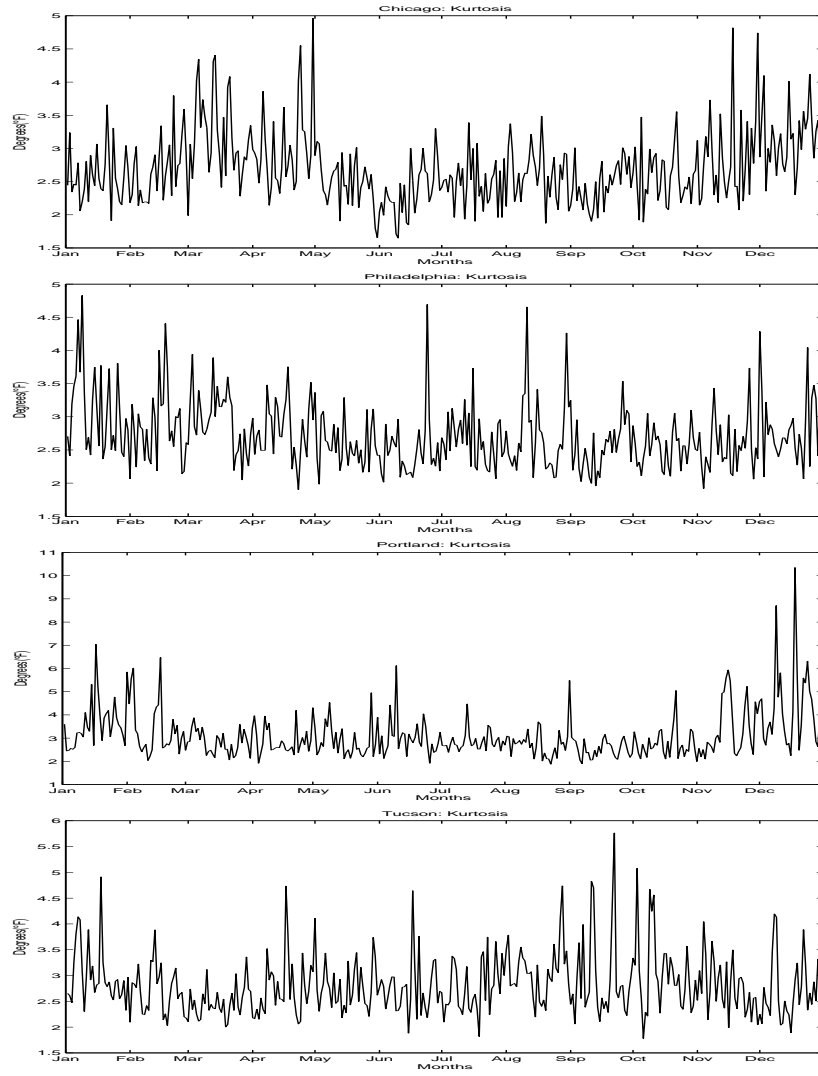 Chicago: Kurtosis
5
4.5
4
3.5
3
2.5
2
1.5
Degrees(°F)
Jan Feb Mar Apr May Jun Jul Aug Sep Oct Nov Dec
Months
Philadelphia: Kurtosis
5
4.5
4
3.5
3
2.5
2
1.5
Degrees(°F)
Jan Feb Mar Apr May Jun Jul Aug Sep Oct Nov Dec
Months
Portland: Kurtosis
11
10
9
8
7
6
5
4
3
2
1
Degrees(°F)
Jan Feb Mar Apr May Jun Jul Aug Sep Oct Nov Dec
Months
Tucson: Kurtosis
6
5.5
5
4.5
4
3.5
3
2.5
2
1.5
Degrees(°F)
Jan Feb Mar Apr May Jun Jul Aug Sep Oct Nov Dec
Months